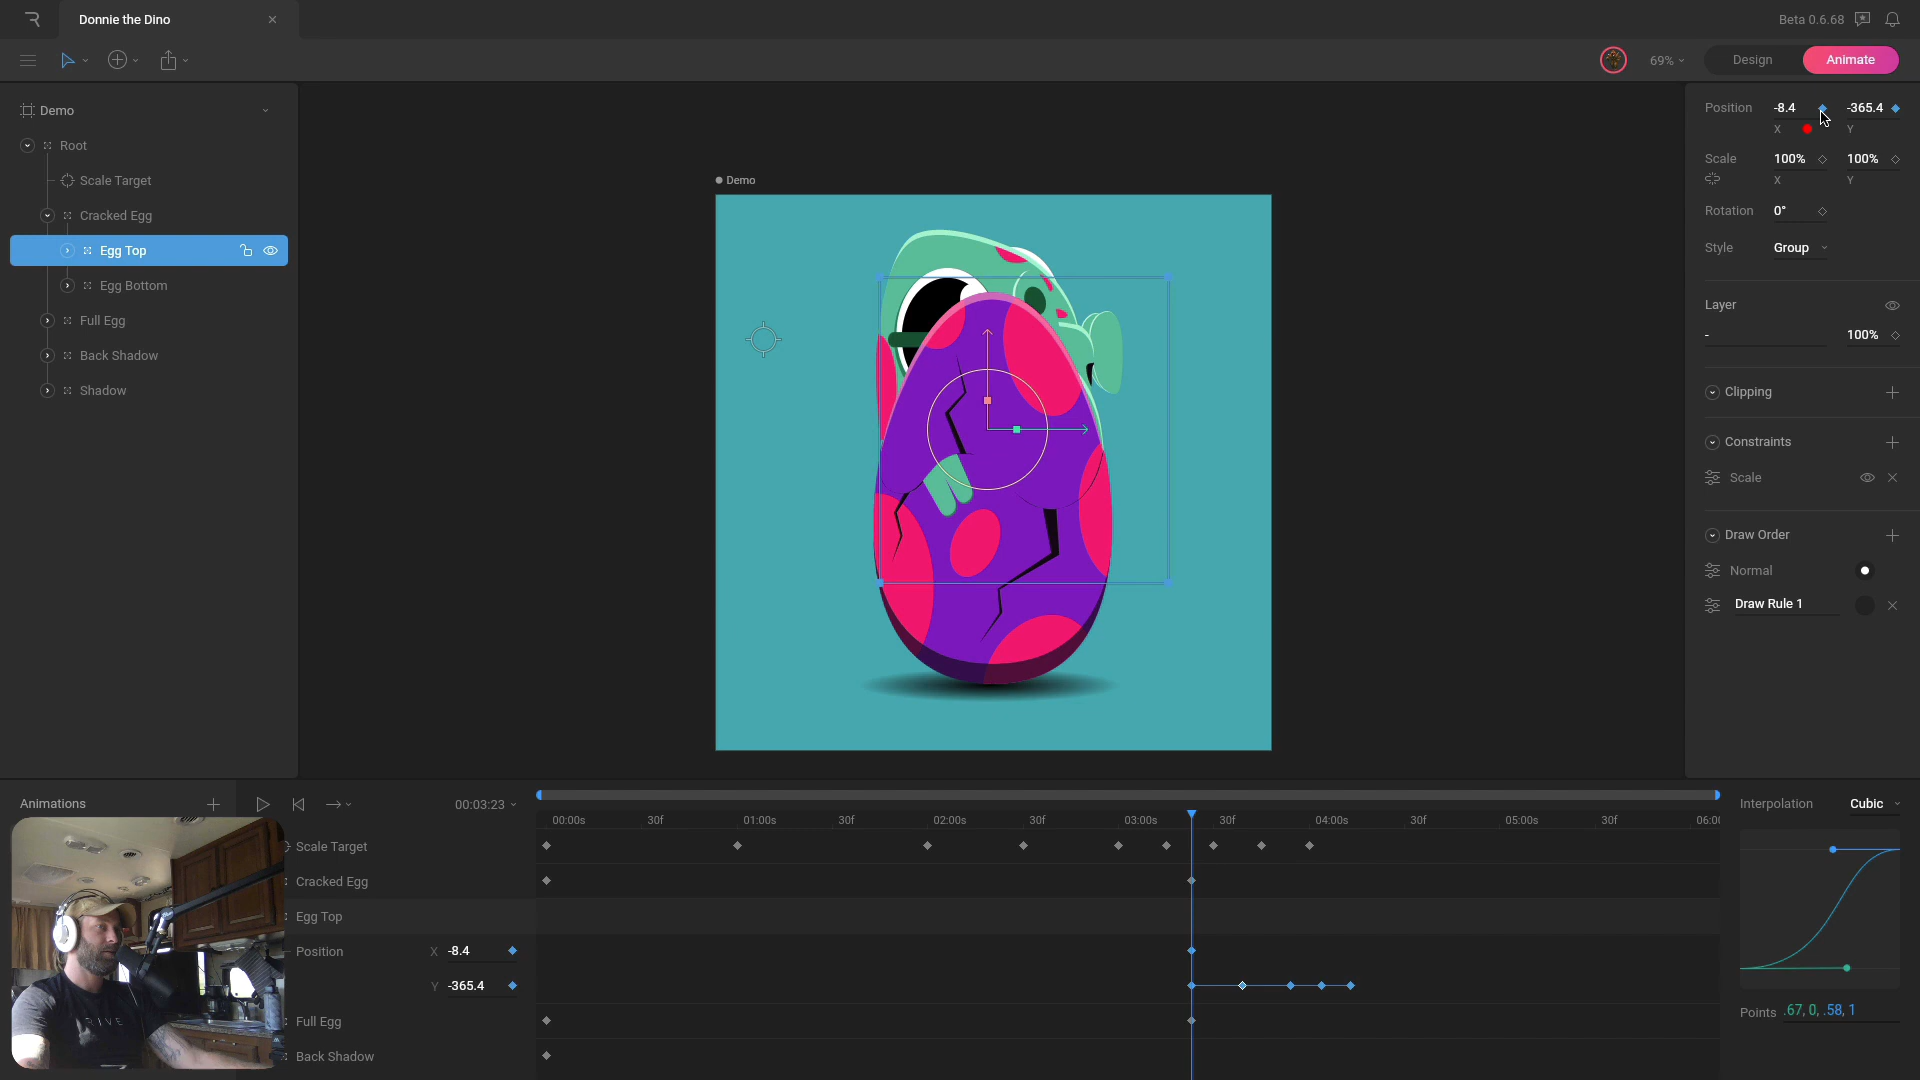 Donnie the Dino
Beta 0.6.68
69%
Design
Animate
Demo
Root
Scale Target
Cracked Egg
Egg Top
Egg Bottom
Full Egg
Back Shadow
Shadow
Demo
Position -8.4 -365.4
X Y
Scale 100% 100%
X Y
Rotation 0°
Style Group
Layer
- 100%
Clipping
Constraints
Scale
Draw Order
Normal
Draw Rule 1
Animations
00:03:23
00:00s 30f 01:00s 30f 02:00s 30f 03:00s 30f 04:00s 30f 05:00s 30f 06:00
Scale Target
Cracked Egg
Egg Top
Position X -8.4
Y -365.4
Full Egg
Back Shadow
Interpolation Cubic
Points .67, 0, .58, 1
RIVE